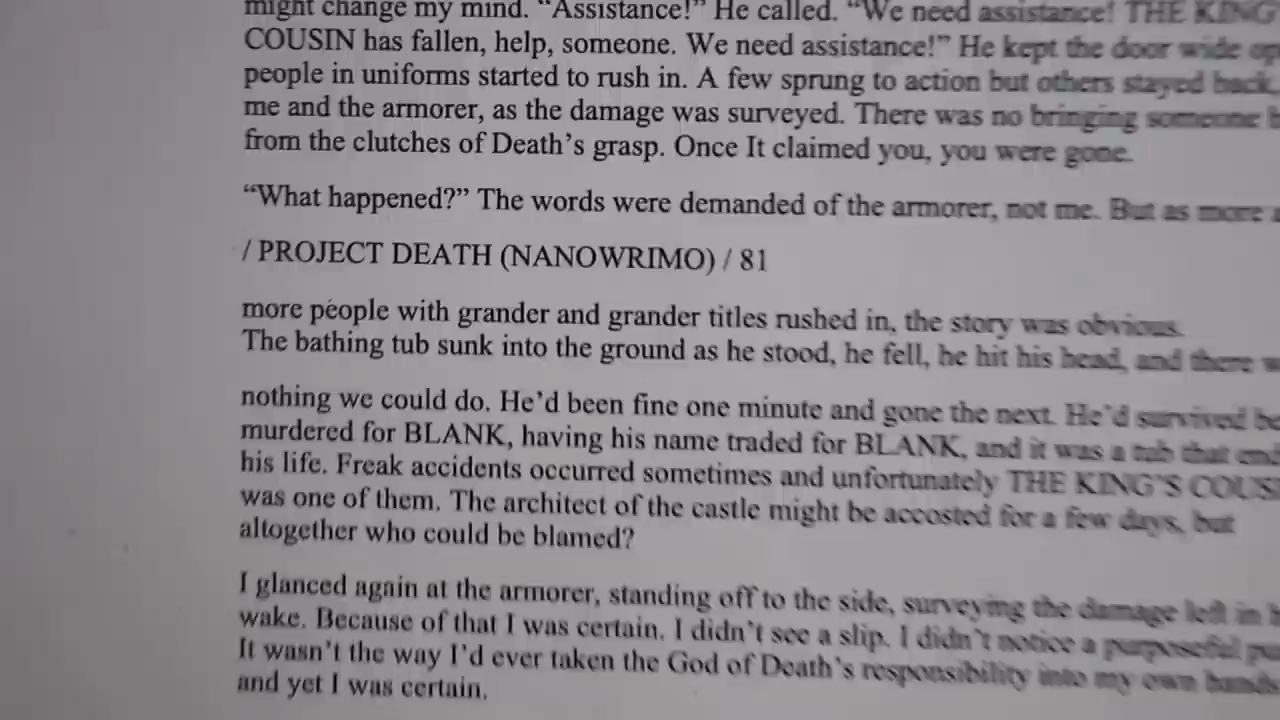 might change my mind. “Assistance!” He called. “We need assistance! THE KING
COUSIN has fallen, help, someone. We need assistance!” He kept the door wide op
people in uniforms started to rush in. A few sprung to action but others stayed back,
me and the armorer, as the damage was surveyed. There was no bringing someone
from the clutches of Death’s grasp. Once It claimed you, you were gone.
“What happened?” The words were demanded of the armorer, not me. But as more
/ PROJECT DEATH (NANOWRIMO) / 81
more people with grander and grander titles rushed in, the story was obvious.
The bathing tub sunk into the ground as he stood, he fell, he hit his head, and there
nothing we could do. He’d been fine one minute and gone the next. He’d survived be
murdered for BLANK, having his name traded for BLANK, and it was a tub that end
his life. Freak accidents occurred sometimes and unfortunately THE KING’S COUSI
was one of them. The architect of the castle might be accosted for a few days, but
altogether who could be blamed?
I glanced again at the armorer, standing off to the side, surveying the damage left in
wake. Because of that I was certain. I didn’t see a slip. I didn’t notice a purposeful pu
It wasn’t the way I’d ever taken the God of Death’s responsibility into my own hands
and yet I was certain.